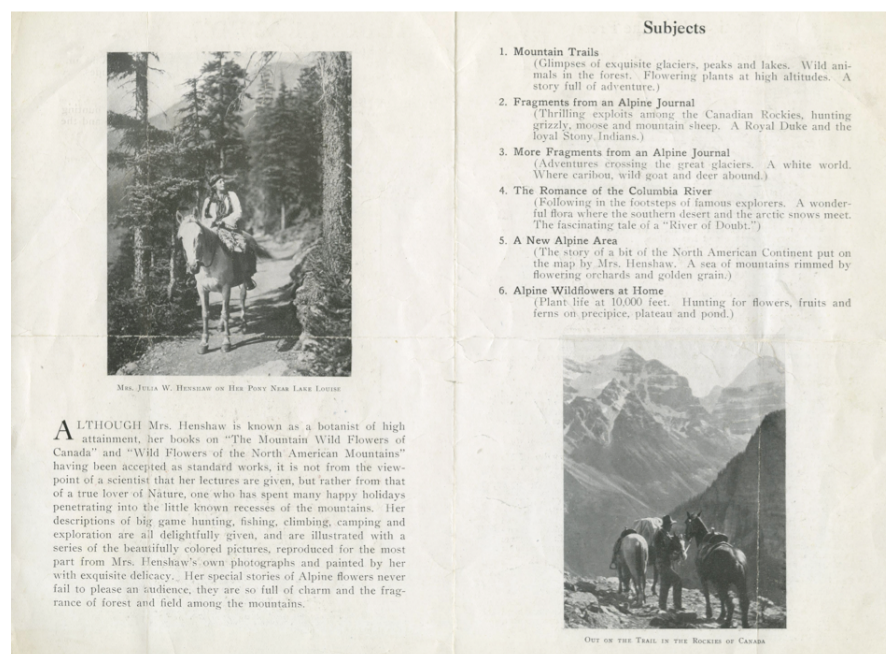 MRS. JULIA W. HENSHAW ON HER PONY NEAR LAKE LOUISE
ALTHOUGH Mrs. Henshaw is known as a botanist of high
attainment, her books on "The Mountain Wild Flowers of
Canada" and "Wild Flowers of the North American Mountains"
having been accepted as standard works, it is not from the view-
point of a scientist that her lectures are given, but rather from that
of a true lover of Nature, one who has spent many happy holidays
penetrating into the little known recesses of the mountains. Her
descriptions of big game hunting, fishing, climbing, camping and
exploration are all delightfully given, and are illustrated with a
series of the beautifully colored pictures, reproduced for the most
part from Mrs. Henshaw's own photographs and painted by her
with exquisite delicacy. Her special stories of Alpine flowers never
fail to please an audience, they are so full of charm and the frag-
rance of forest and field among the mountains.
Subjects
1. Mountain Trails
(Glimpses of exquisite glaciers, peaks and lakes. Wild ani-
mals in the forest. Flowering plants at high altitudes. A
story full of adventure.)
2. Fragments from an Alpine Journal
(Thrilling exploits among the Canadian Rockies, hunting
grizzly, moose and mountain sheep. A Royal Duke and the
loyal Stony Indians.)
3. More Fragments from an Alpine Journal
(Adventures crossing the great glaciers. A white world.
Where caribou, wild goat and deer abound.)
4. The Romance of the Columbia River
(Following in the footsteps of famous explorers. A wonder-
ful flora where the southern desert and the arctic snows meet.
The fascinating tale of a "River of Doubt.")
5. A New Alpine Area
(The story of a bit of the North American Continent put on
the map by Mrs. Henshaw. A sea of mountains rimmed by
flowering orchards and golden grain.)
6. Alpine Wildflowers at Home
(Plant life at 10,000 feet. Hunting for flowers, fruits and
ferns on precipice, plateau and pond.)
OUT ON THE TRAIL IN THE ROCKIES OF CANADA